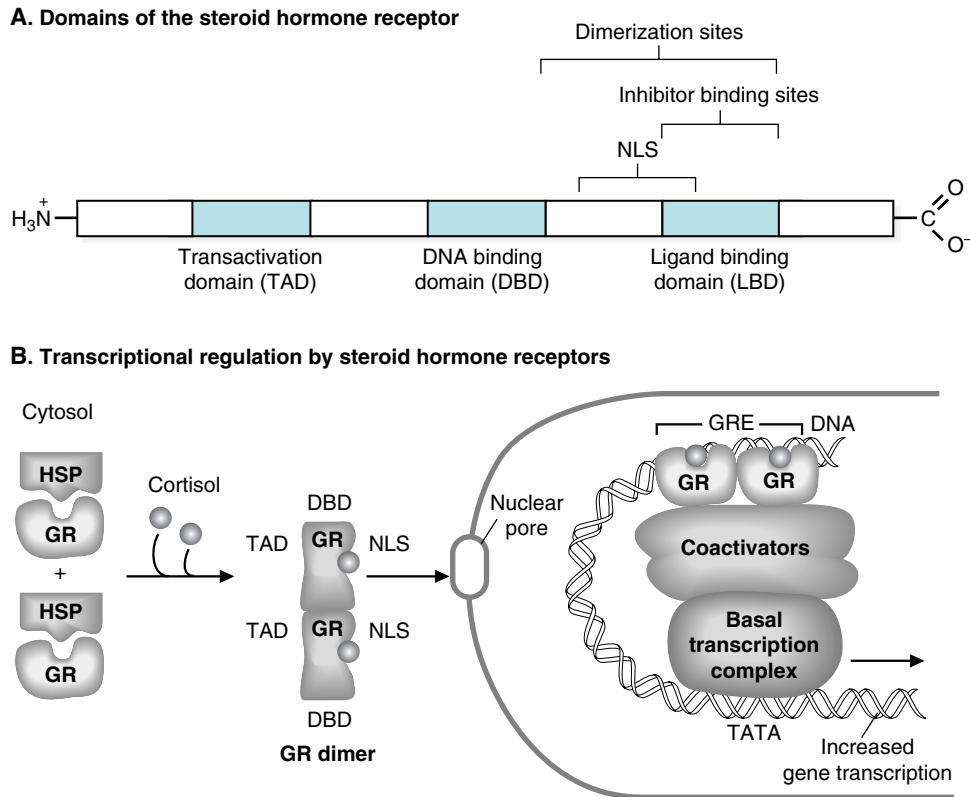 A. Domains of the steroid hormone receptor
Dimerization sites
Inhibitor binding sites
NLS
H₃N⁺
C
O
O⁻
Transactivation
domain (TAD)
DNA binding
domain (DBD)
Ligand binding
domain (LBD)
B. Transcriptional regulation by steroid hormone receptors
Cytosol
HSP
GR
+
HSP
GR
Cortisol
DBD
TAD
GR
NLS
TAD
GR
NLS
DBD
GR dimer
Nuclear
pore
GRE
DNA
GR
GR
Coactivators
Basal
transcription
complex
TATA
Increased
gene transcription